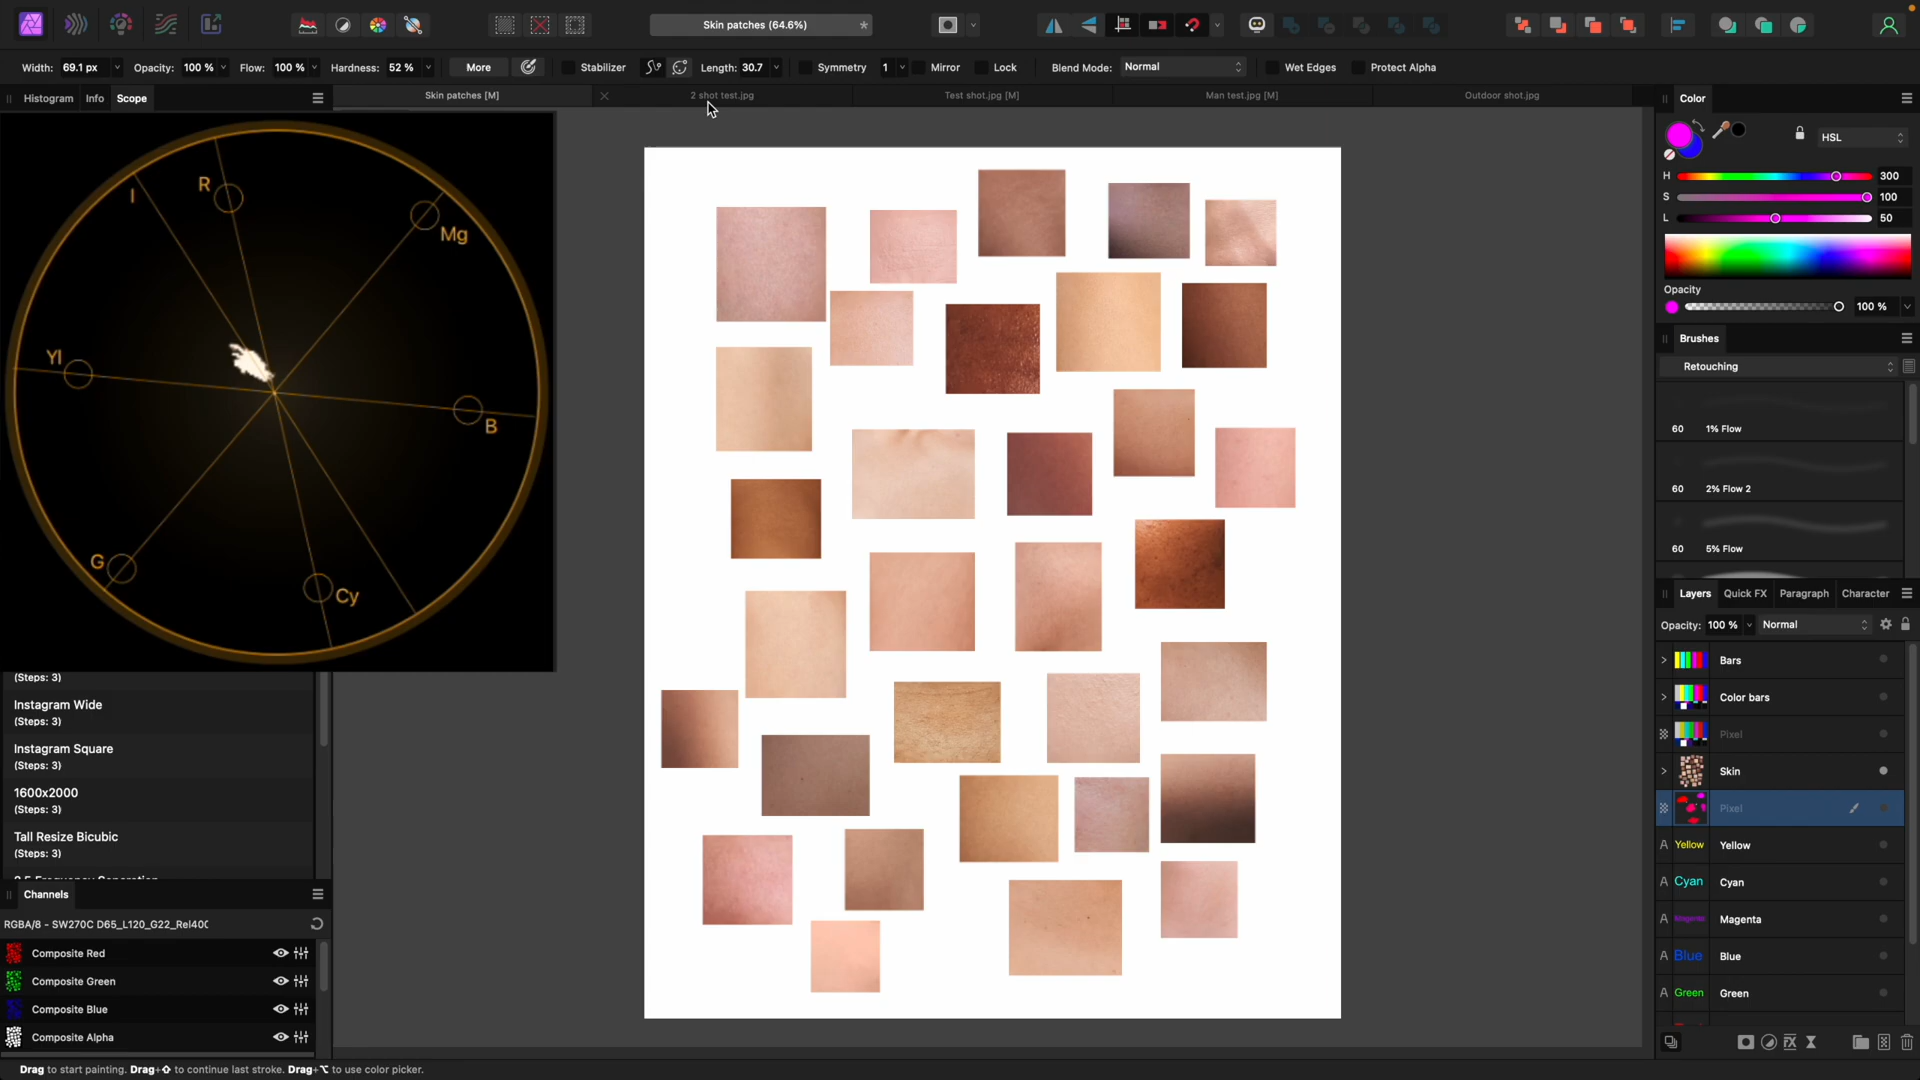 Skin patches (64.6%)
*
Width: 69.1 px
Opacity: 100 %
Flow: 100 %
Hardness: 52 %
More
Stabilizer
Length: 30.7
Symmetry
1
Mirror
Lock
Blend Mode: Normal
Wet Edges
Protect Alpha
Histogram
Info
Scope
Skin patches [M]
2 shot test.jpg
Test shot.jpg [M]
Man test.jpg [M]
Outdoor shot.jpg
Color
HSL
H 300
S 100
L 50
Opacity
100 %
Brushes
Retouching
60 1% Flow
60 2% Flow 2
60 5% Flow
I
R
Mg
Yl
B
G
Cy
(Steps: 3)
Instagram Wide
(Steps: 3)
Instagram Square
(Steps: 3)
1600x2000
(Steps: 3)
Tall Resize Bicubic
(Steps: 3)
Channels
RGBA/8 - SW270C D65_L120_G22_Rel40(
Composite Red
Composite Green
Composite Blue
Composite Alpha
Layers
Quick FX
Paragraph
Character
Opacity: 100 %
Normal
Bars
Color bars
Pixel
Skin
Pixel
A Yellow Yellow
A Cyan Cyan
A Magenta Magenta
A Blue Blue
A Green Green
Drag to start painting. Drag+⇧ to continue last stroke. Drag+⌥ to use color picker.